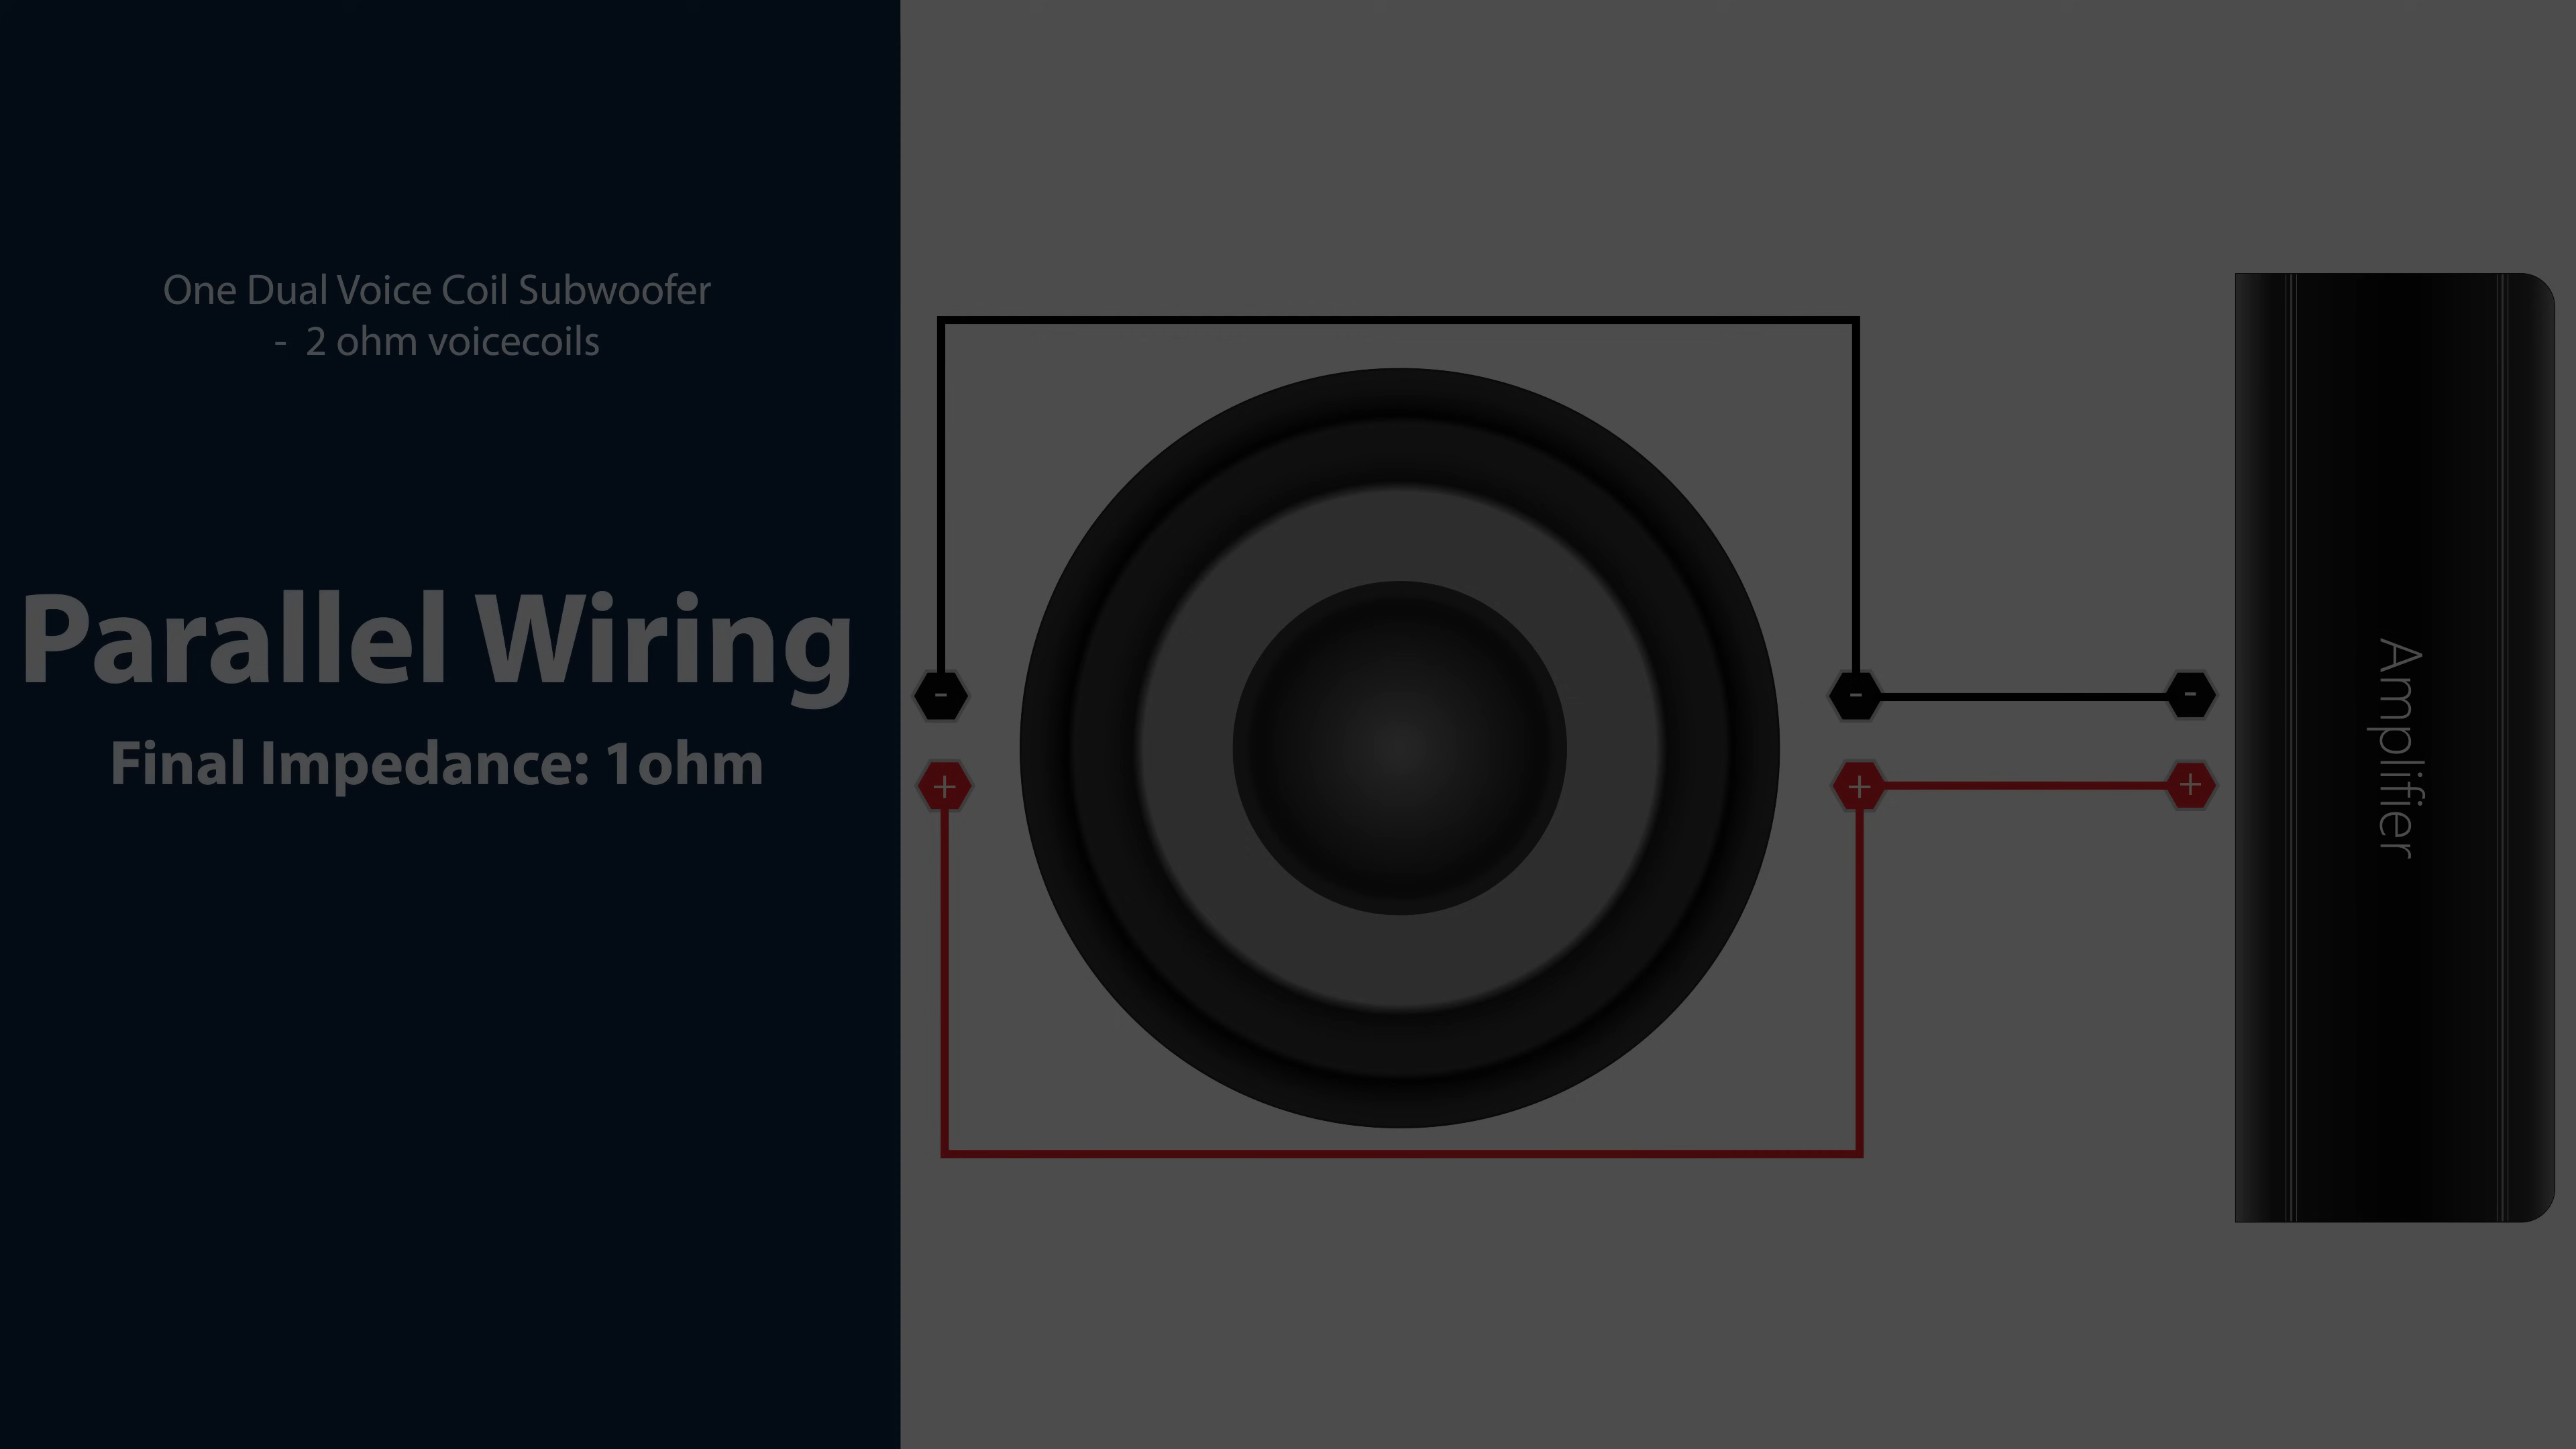 One Dual Voice Coil Subwoofer
- 2 ohm voicecoils
Parallel Wiring
Final Impedance: 1ohm
- - -
+ + +
Amplifier